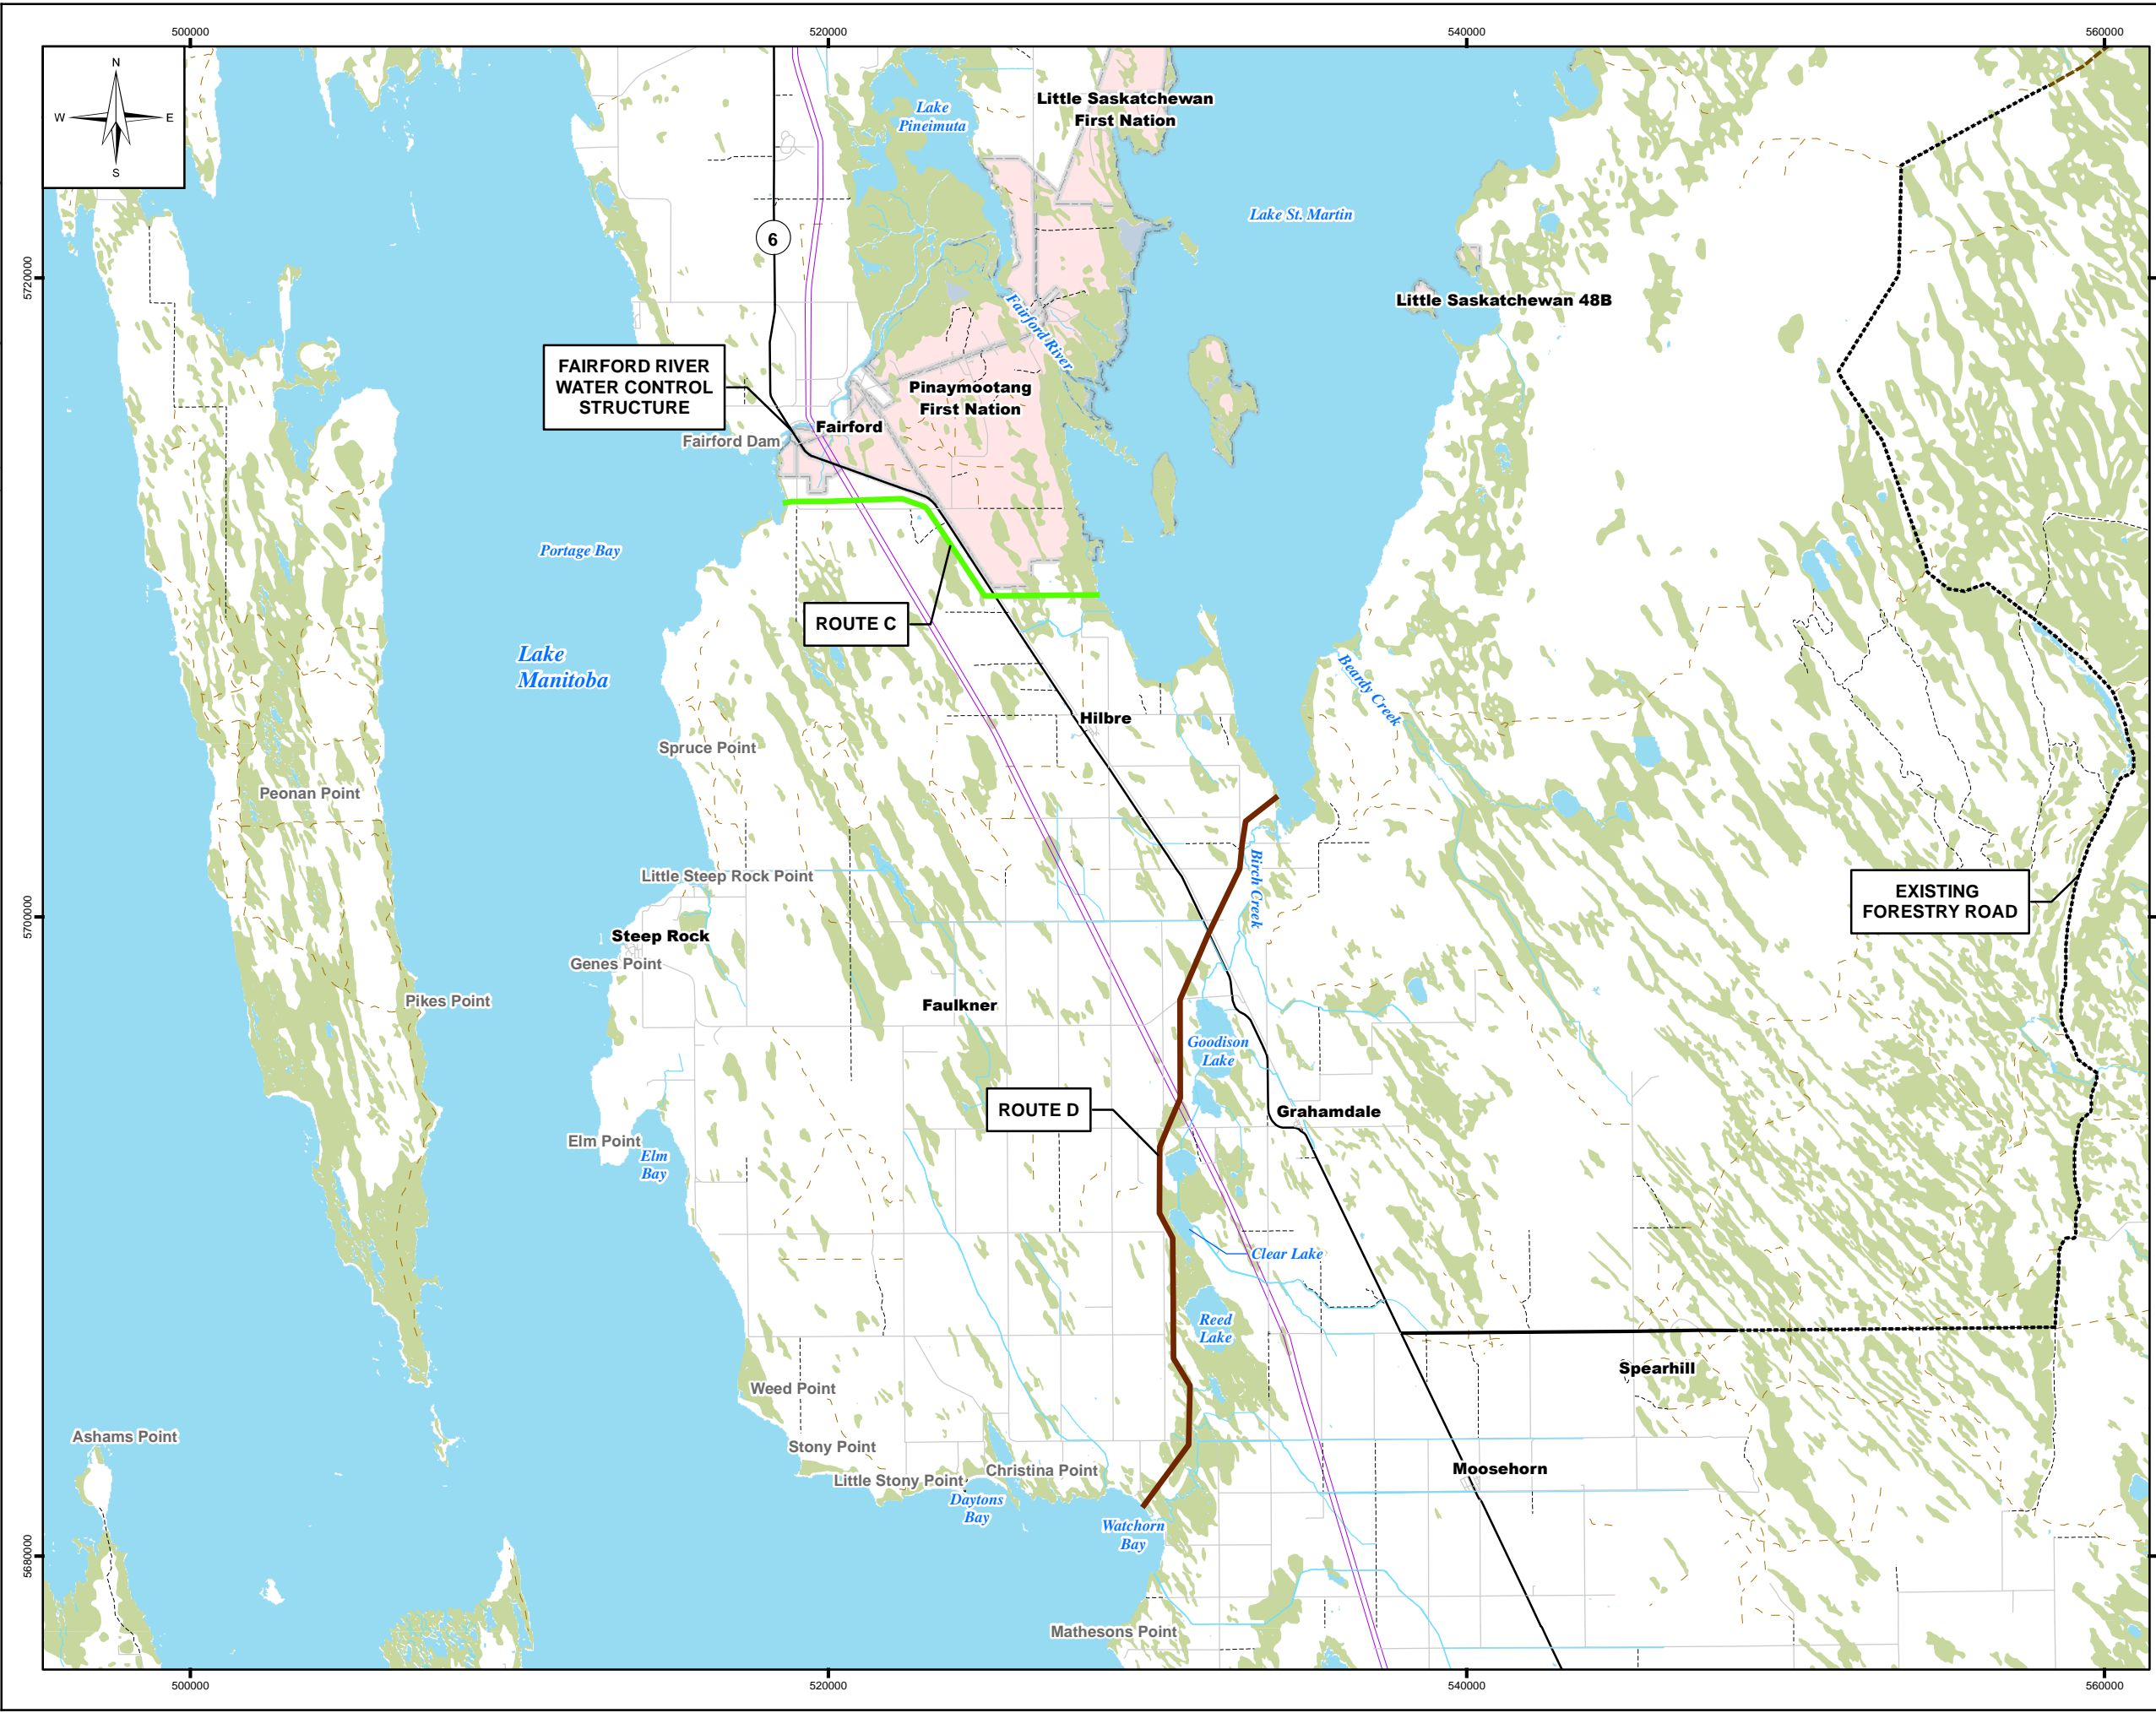 500000
520000
540000
560000
N
W
E
S
Lake
Pineimuta
Little Saskatchewan
First Nation
Lake St. Martin
6
5720000
Little Saskatchewan 48B
Fairford River
FAIRFORD RIVER
WATER CONTROL
STRUCTURE
Pinaymootang
First Nation
Fairford
Fairford Dam
Portage Bay
ROUTE C
Lake
Manitoba
Beardy Creek
Hilbre
Spruce Point
Peonan Point
Little Steep Rock Point
Birch Creek
EXISTING
FORESTRY ROAD
5700000
Steep Rock
Genes Point
Pikes Point
Faulkner
Goodison
Lake
ROUTE D
Grahamdale
Elm Point
Elm
Bay
Clear Lake
Reed
Lake
Spearhill
Weed Point
Ashams Point
Stony Point
Little Stony Point
Christina Point
Moosehorn
Daytons
Bay
Watchorn
Bay
5680000
Mathesons Point
500000
520000
540000
560000